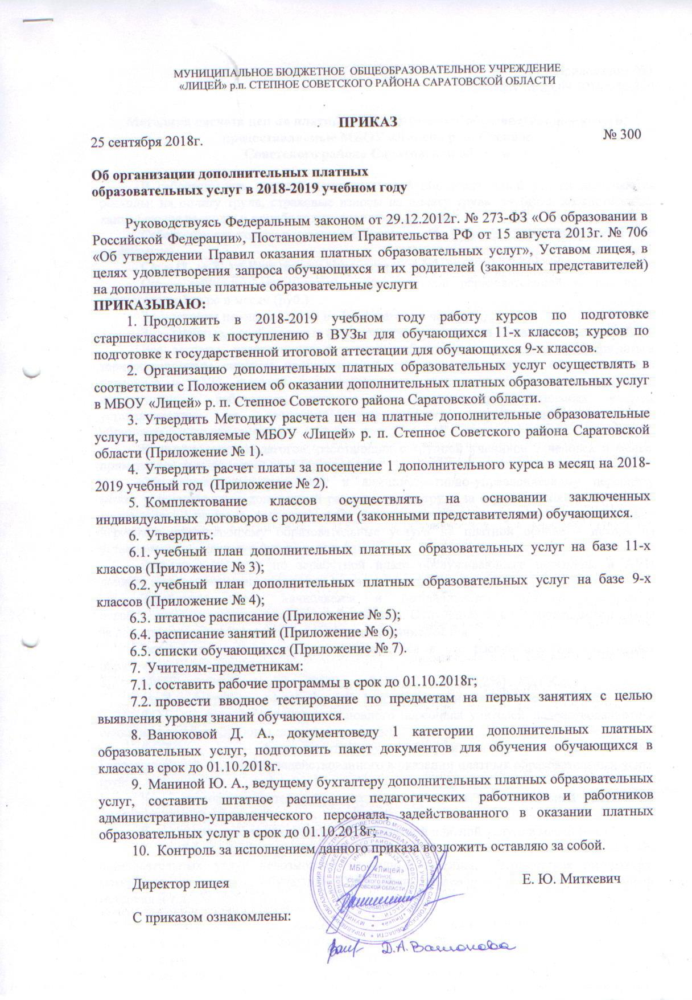 МУНИЦИПАЛЬНОЕ БЮДЖЕТНОЕ ОБЩЕОБРАЗОВАТЕЛЬНОЕ УЧРЕЖДЕНИЕ
«ЛИЦЕЙ» р.п. СТЕПНОЕ СОВЕТСКОГО РАЙОНА САРАТОВСКОЙ ОБЛАСТИ
ПРИКАЗ
25 сентября 2018г. № 300
Об организации дополнительных платных
образовательных услуг в 2018-2019 учебном году
Руководствуясь Федеральным законом от 29.12.2012г. № 273-ФЗ «Об образовании в
Российской Федерации», Постановлением Правительства РФ от 15 августа 2013г. № 706
«Об утверждении Правил оказания платных образовательных услуг», Уставом лицея, в
целях удовлетворения запроса обучающихся и их родителей (законных представителей)
на дополнительные платные образовательные услуги
ПРИКАЗЫВАЮ:
1. Продолжить в 2018-2019 учебном году работу курсов по подготовке
старшеклассников к поступлению в ВУЗы для обучающихся 11-х классов; курсов по
подготовке к государственной итоговой аттестации для обучающихся 9-х классов.
2. Организацию дополнительных платных образовательных услуг осуществлять в
соответствии с Положением об оказании дополнительных платных образовательных услуг
в МБОУ «Лицей» р. п. Степное Советского района Саратовской области.
3. Утвердить Методику расчета цен на платные дополнительные образовательные
услуги, предоставляемые МБОУ «Лицей» р. п. Степное Советского района Саратовской
области (Приложение № 1).
4. Утвердить расчет платы за посещение 1 дополнительного курса в месяц на 2018-
2019 учебный год (Приложение № 2).
5. Комплектование классов осуществлять на основании заключенных
индивидуальных договоров с родителями (законными представителями) обучающихся.
6. Утвердить:
6.1. учебный план дополнительных платных образовательных услуг на базе 11-х
классов (Приложение № 3);
6.2. учебный план дополнительных платных образовательных услуг на базе 9-х
классов (Приложение № 4);
6.3. штатное расписание (Приложение № 5);
6.4. расписание занятий (Приложение № 6);
6.5. списки обучающихся (Приложение № 7).
7. Учителям-предметникам:
7.1. составить рабочие программы в срок до 01.10.2018г;
7.2. провести вводное тестирование по предметам на первых занятиях с целью
выявления уровня знаний обучающихся.
8. Ванюковой Д. А., документоведу 1 категории дополнительных платных
образовательных услуг, подготовить пакет документов для обучения обучающихся в
классах в срок до 01.10.2018г.
9. Маниной Ю. А., ведущему бухгалтеру дополнительных платных образовательных
услуг, составить штатное расписание педагогических работников и работников
административно-управленческого персонала, задействованного в оказании платных
образовательных услуг в срок до 01.10.2018г;
10. Контроль за исполнением данного приказа возложить оставляю за собой.
МБОУ «Лицей»
р.п. СТЕПНОЕ
СОВЕТСКОГО РАЙОНА
САРАТОВСКОЙ ОБЛАСТИ
Директор лицея Е. Ю. Миткевич
С приказом ознакомлены:
Д.А.Ванюкова